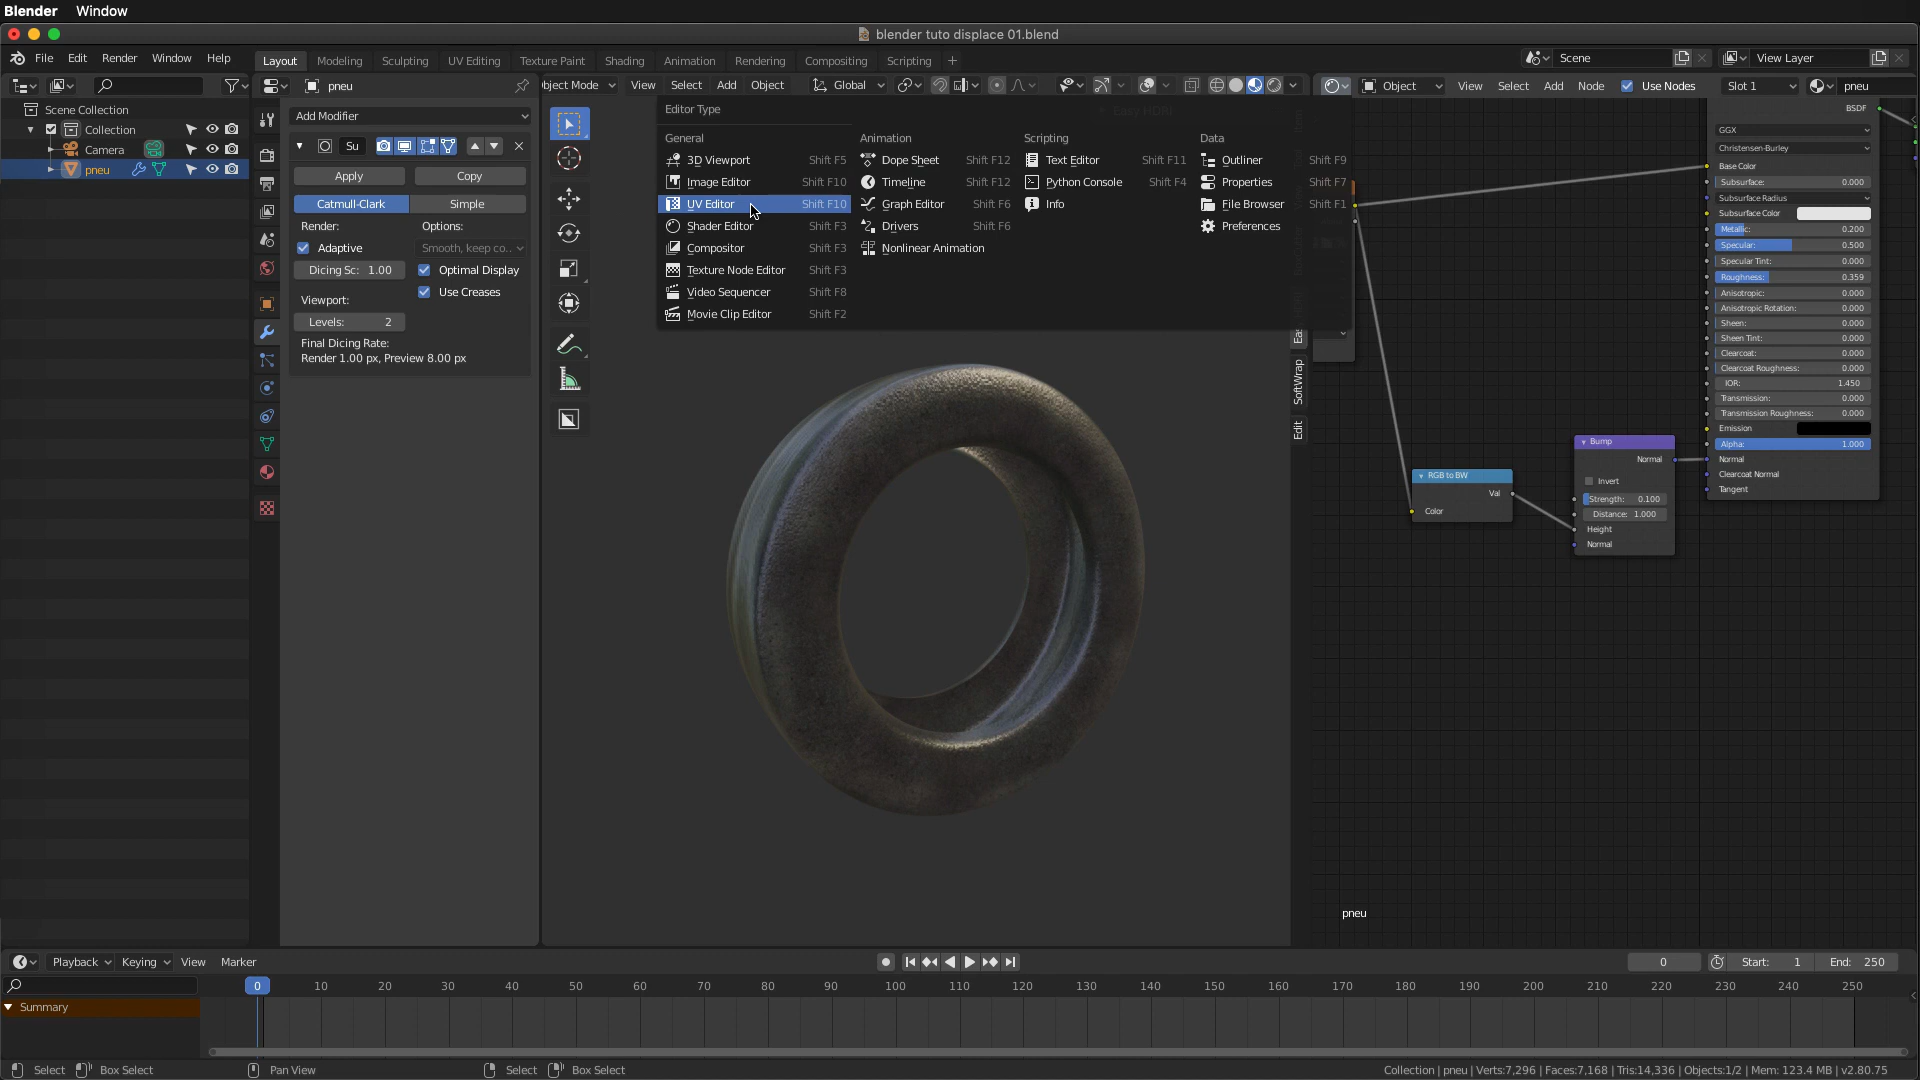 Blender Window
blender tuto displace 01.blend
File Edit Render Window Help
Layout Modeling Sculpting UV Editing Texture Paint Shading Animation Rendering Compositing Scripting +
Scene
View Layer
pneu
bject Mode View Select Add Object Global
Object View Select Add Node Use Nodes Slot 1 pneu
Scene Collection
Collection
Camera
pneu
Add Modifier
Su
Apply Copy
Catmull-Clark Simple
Render: Options:
Adaptive Smooth, keep co..
Dicing Sc: 1.00 Optimal Display
Use Creases
Viewport:
Levels: 2
Final Dicing Rate:
Render 1.00 px, Preview 8.00 px
Editor Type
Easy HDRI
General
3D Viewport Shift F5
Image Editor Shift F10
UV Editor Shift F10
Shader Editor Shift F3
Compositor Shift F3
Texture Node Editor Shift F3
Video Sequencer Shift F8
Movie Clip Editor Shift F2
Animation
Dope Sheet Shift F12
Timeline Shift F12
Graph Editor Shift F6
Drivers Shift F6
Nonlinear Animation
Scripting
Text Editor Shift F11
Python Console Shift F4
Info
Data
Outliner Shift F9
Properties Shift F7
File Browser Shift F1
Preferences
Eas
SoftWrap
Edit
BSDF
GGX
Christensen-Burley
Base Color
Subsurface: 0.000
Subsurface Radius
Subsurface Color
Metallic: 0.200
Specular: 0.500
Specular Tint: 0.000
Roughness: 0.359
Anisotropic: 0.000
Anisotropic Rotation: 0.000
Sheen: 0.000
Sheen Tint: 0.000
Clearcoat: 0.000
Clearcoat Roughness: 0.000
IOR: 1.450
Transmission: 0.000
Transmission Roughness: 0.000
Emission
Alpha: 1.000
Normal
Clearcoat Normal
Tangent
Bump
Normal
Invert
Strength: 0.100
Distance: 1.000
Height
Normal
RGB to BW
Val
Color
pneu
Playback Keying View Marker
0 Start: 1 End: 250
0 10 20 30 40 50 60 70 80 90 100 110 120 130 140 150 160 170 180 190 200 210 220 230 240 250
Summary
Select Box Select Pan View Select Box Select
Collection | pneu | Verts:7,296 | Faces:7,168 | Tris:14,336 | Objects:1/2 | Mem: 123.4 MB | v2.80.75